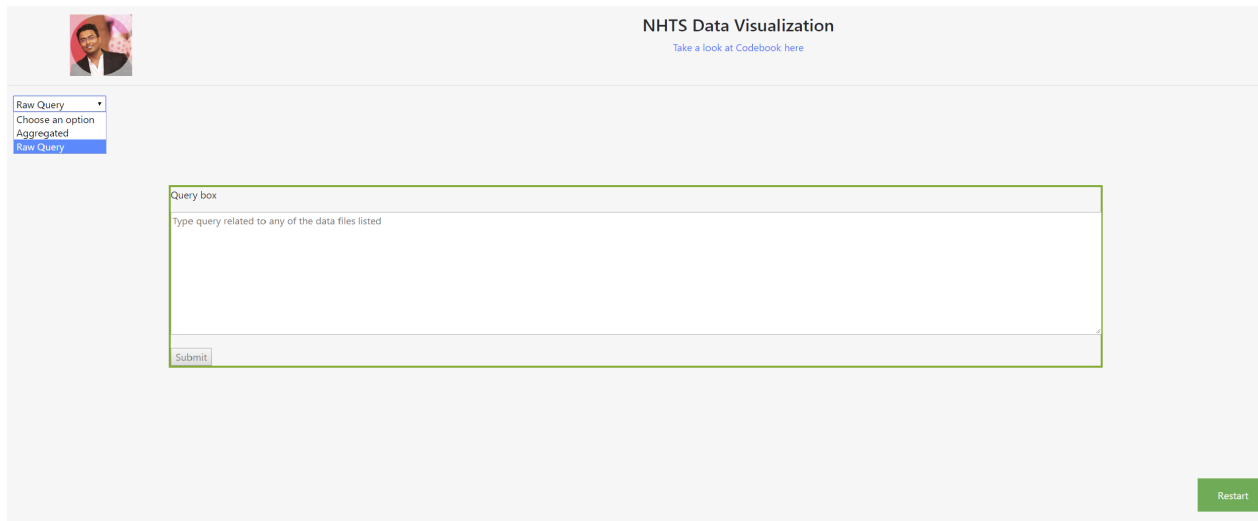 NHTS Data Visualization
Take a look at Codebook here
Raw Query
Choose an option
Aggregated
Raw Query
Query box
Type query related to any of the data files listed
Submit
Restart